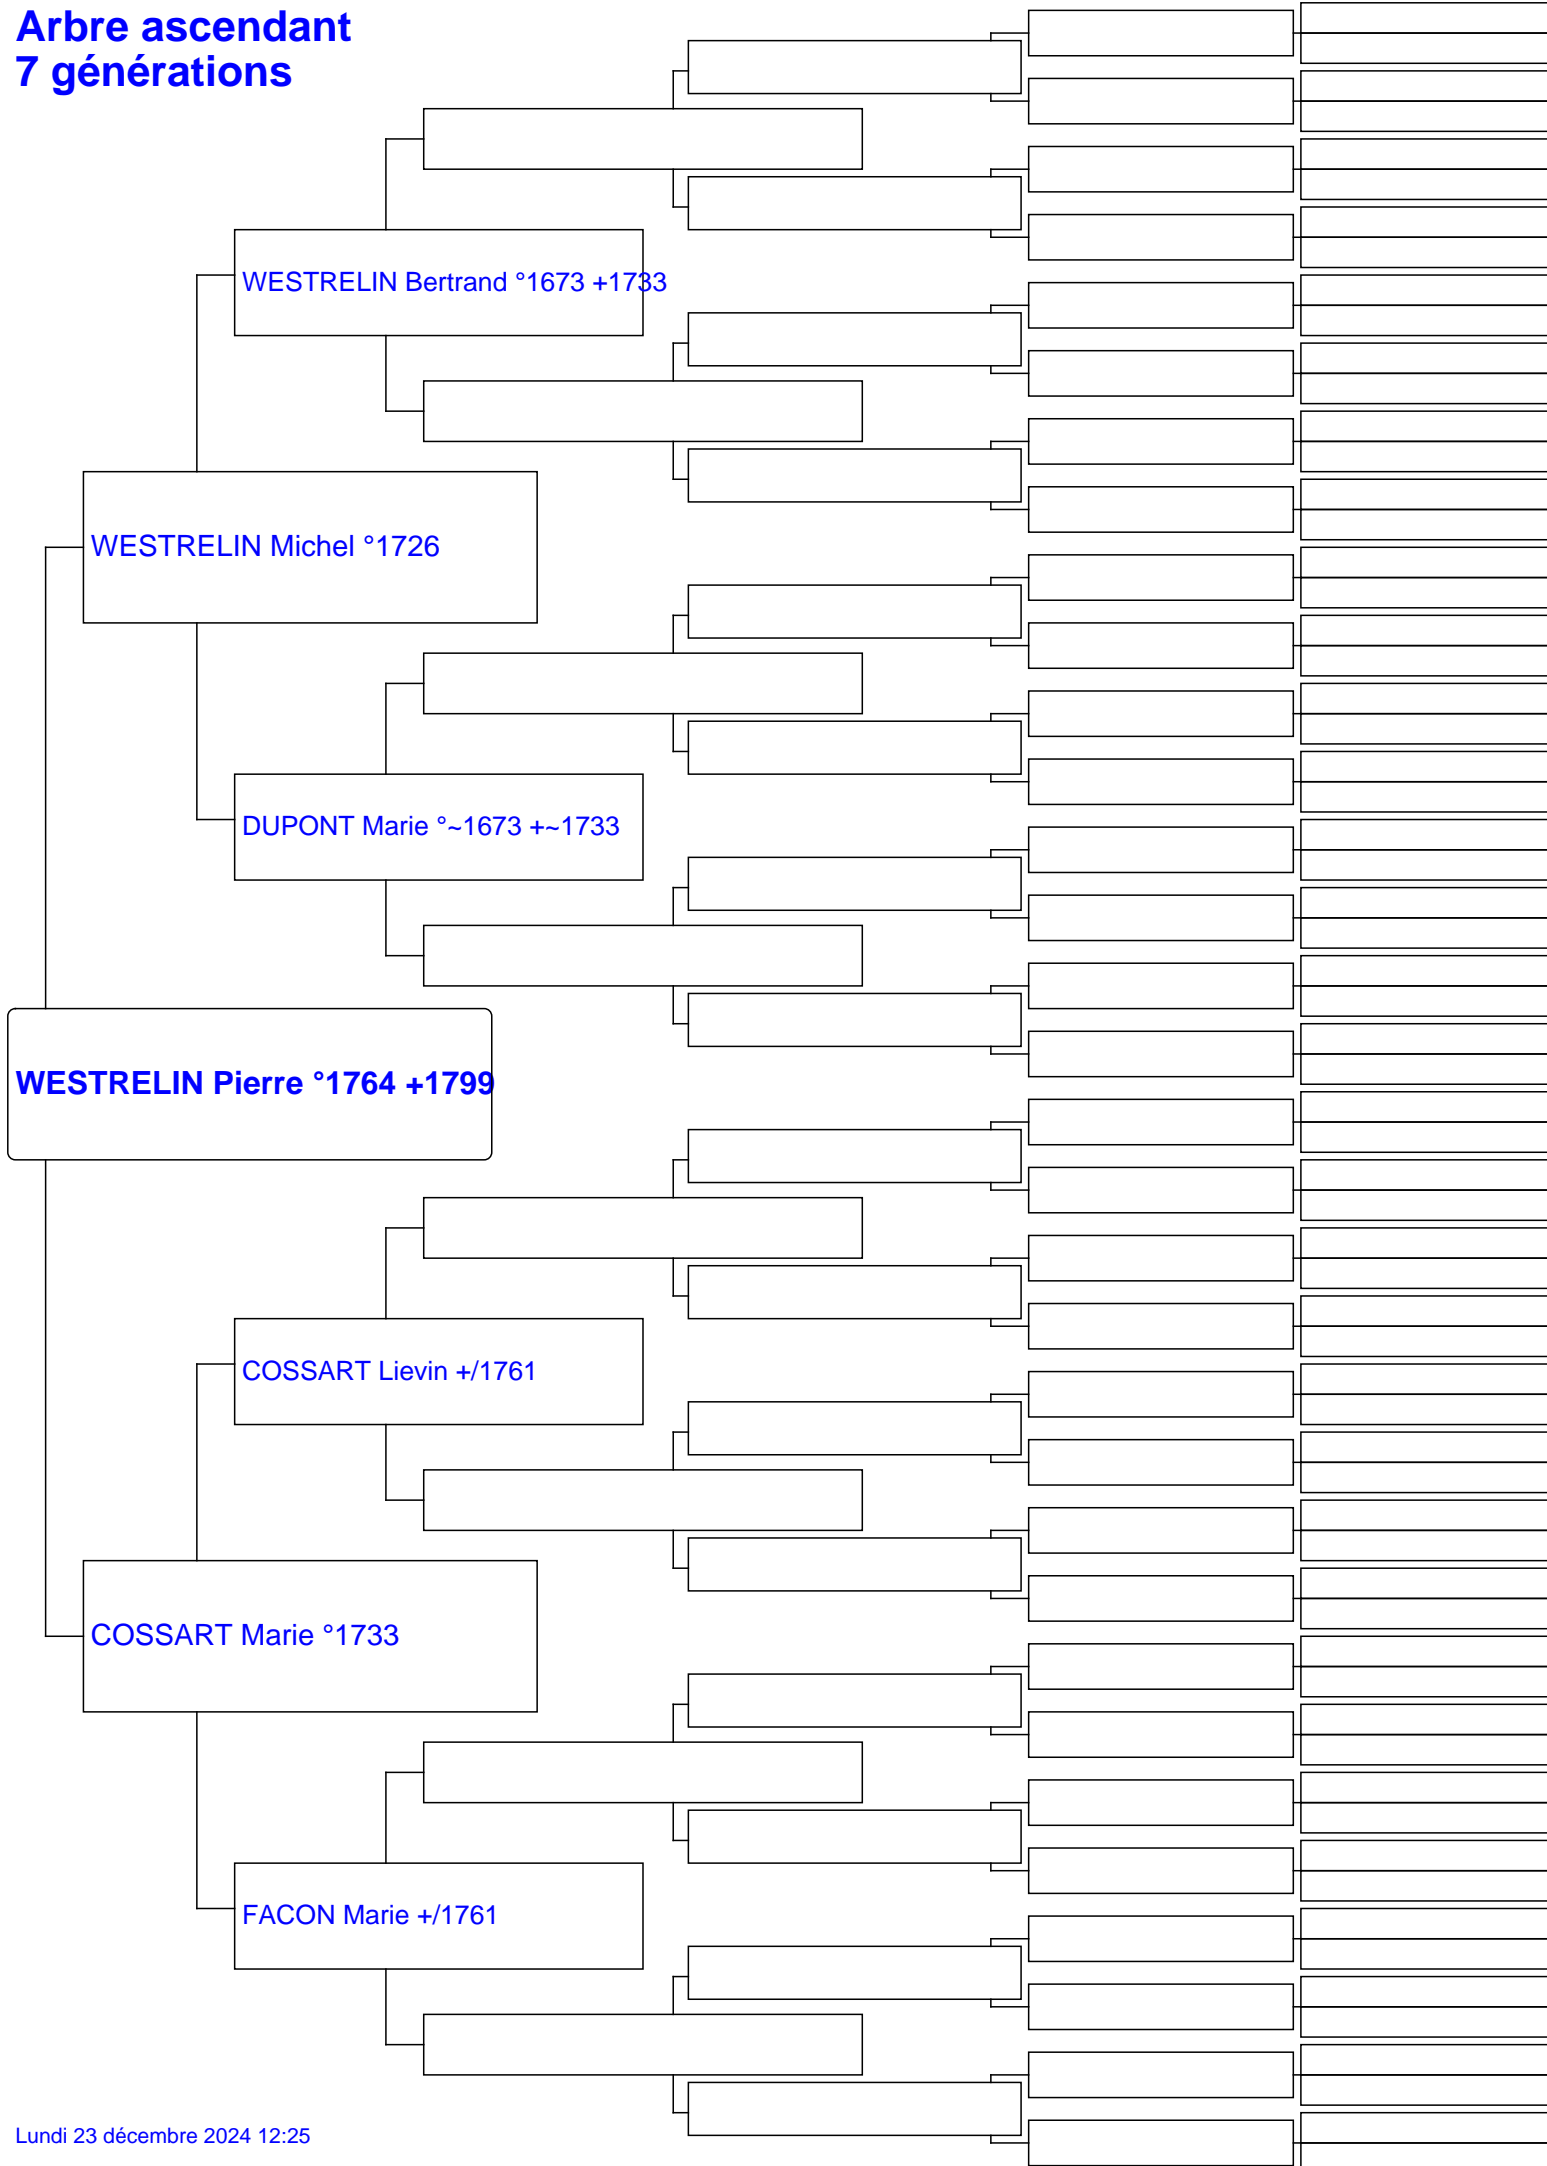 Arbre ascendant
7 générations
WESTRELIN Bertrand °1673 +1733
WESTRELIN Michel °1726
DUPONT Marie °~1673 +~1733
WESTRELIN Pierre °1764 +1799
COSSART Lievin +/1761
COSSART Marie °1733
FACON Marie +/1761
Lundi 23 décembre 2024 12:25